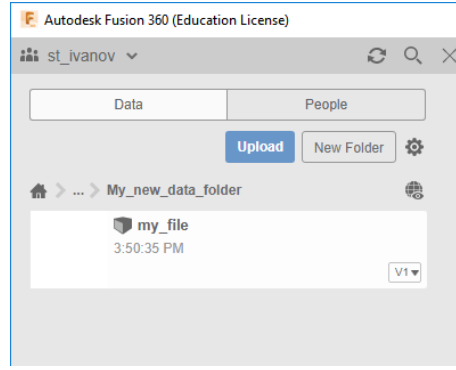 Autodesk Fusion 360 (Education License)
st_ivanov
Data People
Upload New Folder
... My_new_data_folder
my_file
3:50:35 PM
V1